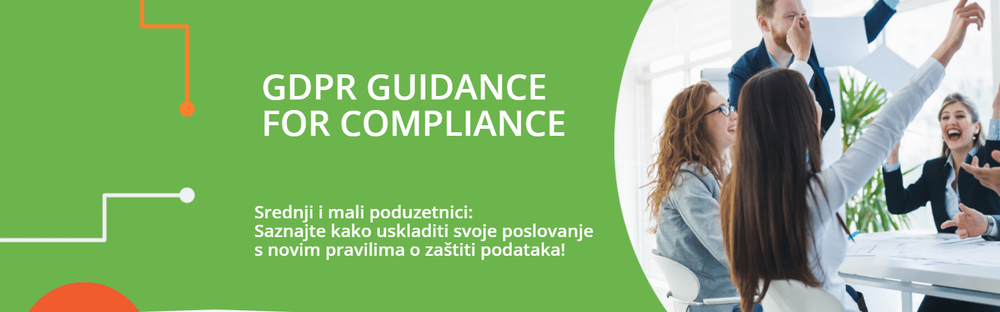 GDPR GUIDANCE
FOR COMPLIANCE
Srednji i mali poduzetnici:
Saznajte kako uskladiti svoje poslovanje
s novim pravilima o zaštiti podataka!